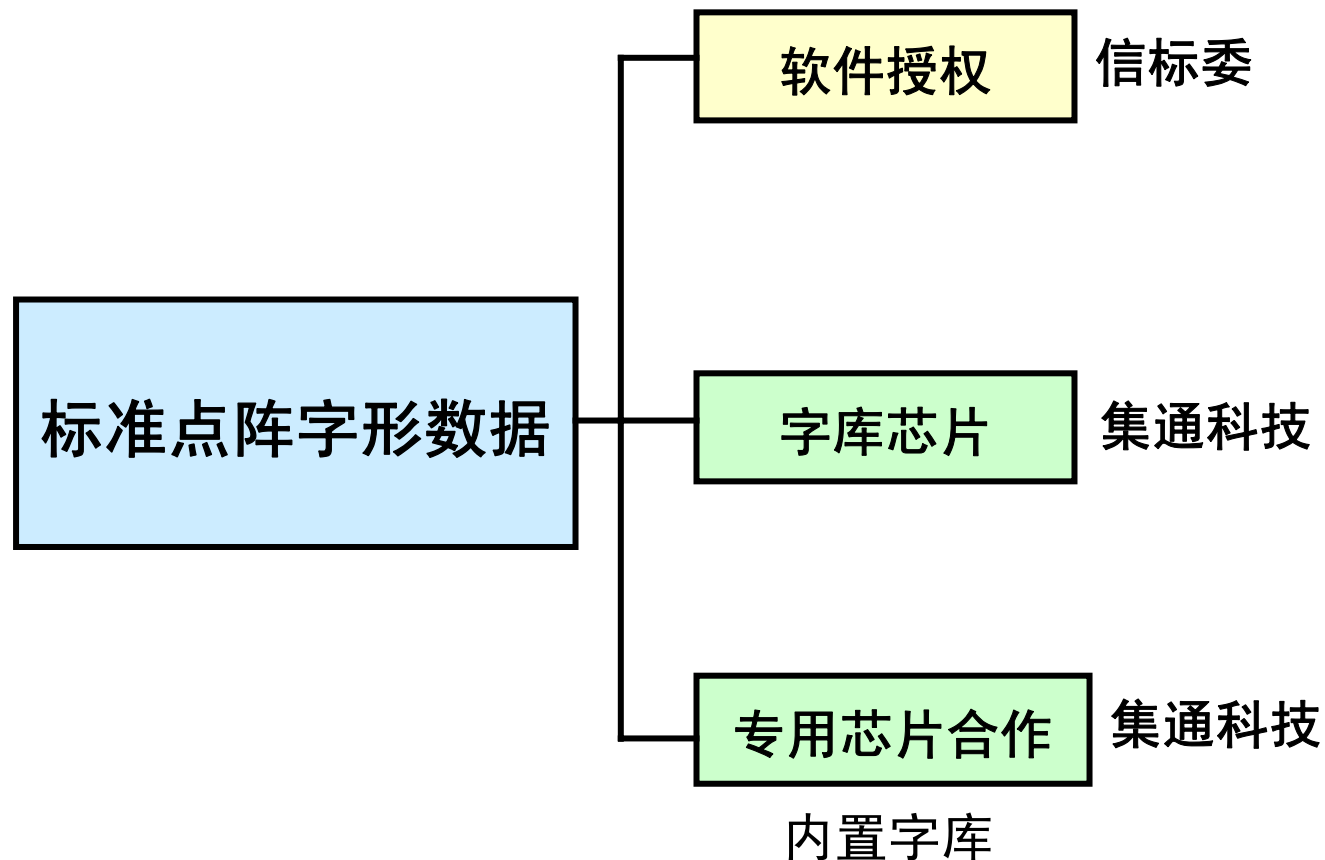 软件授权
信标委
标准点阵字形数据
字库芯片
集通科技
专用芯片合作
集通科技
内置字库